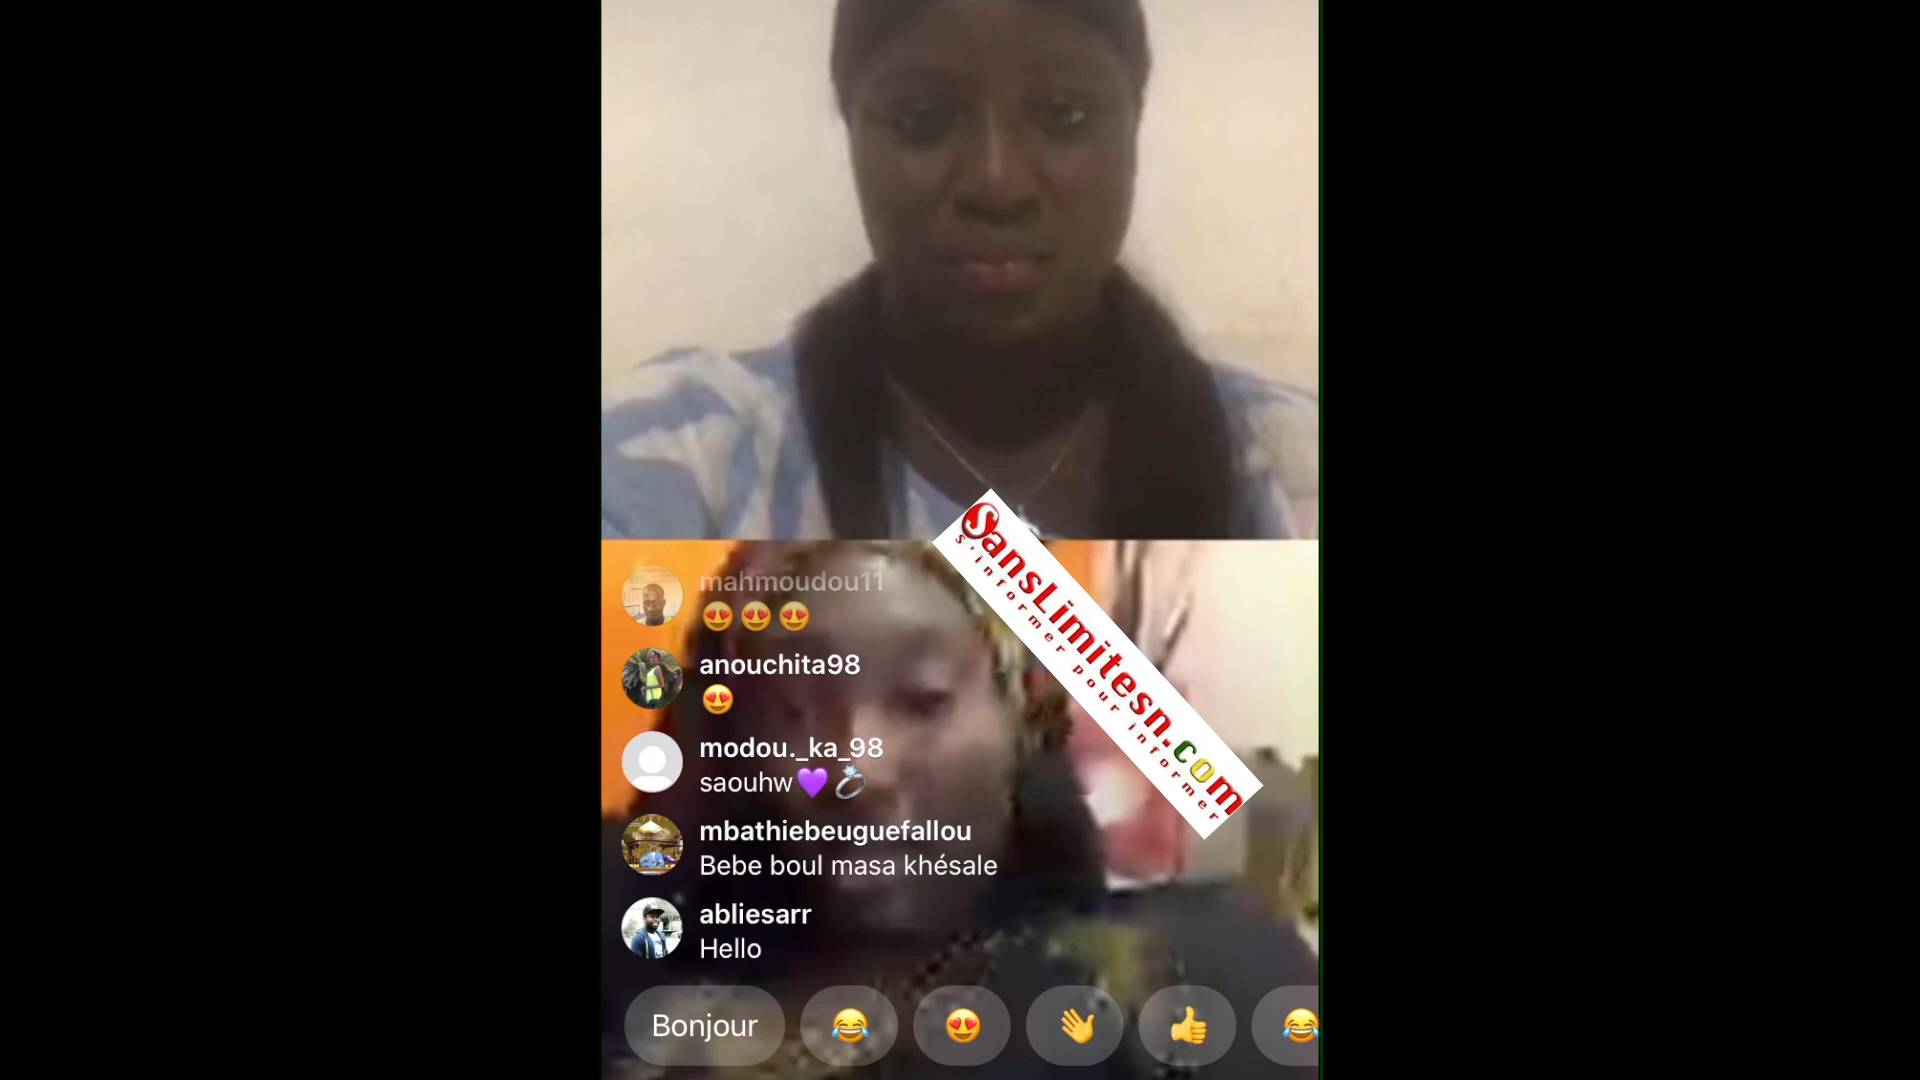 mahmoudou11
😍😍😍
anouchita98
😍
modou._ka_98
saouhw💜💍
mbathiebeuguefallou
Bebe boul masa khésale
abliesarr
Hello
SansLimitesn.com
S'informer pour informer
Bonjour 😂 😍 👋 👍 😂